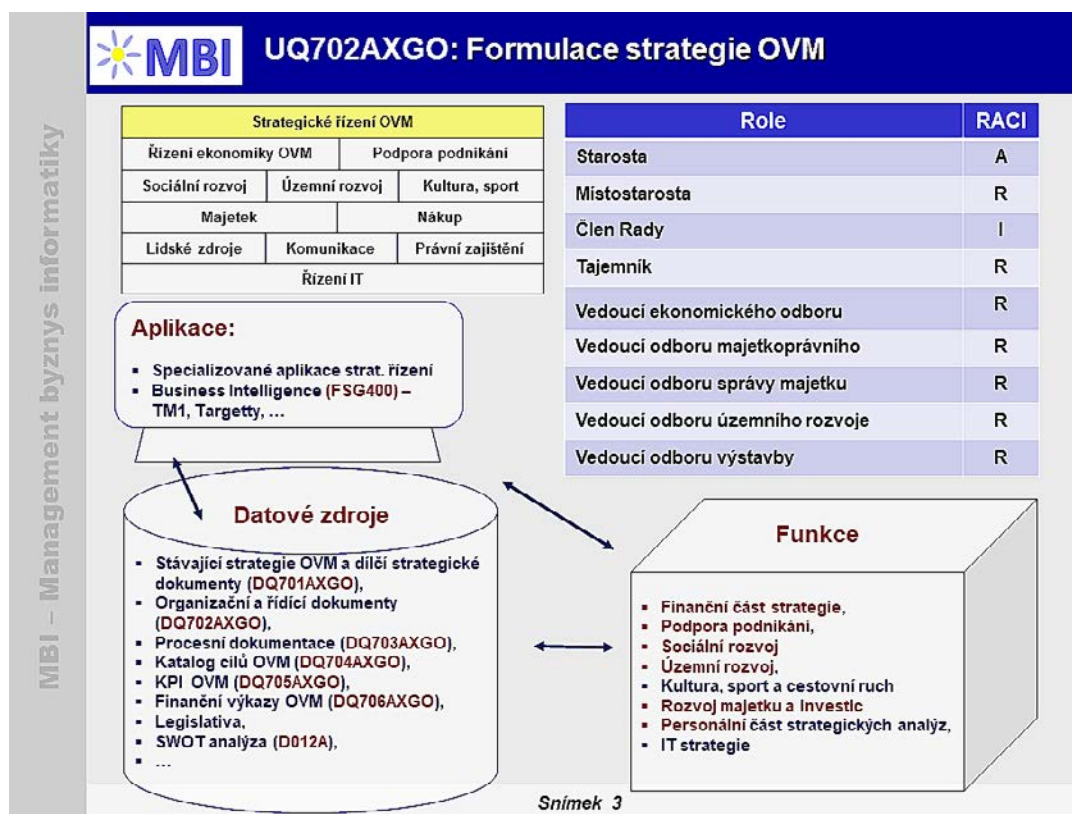 MBI – Management byznys informatiky
MBI
UQ702AXGO: Formulace strategie OVM
Strategické řízení OVM
Řízení ekonomiky OVM
Podpora podnikání
Sociální rozvoj
Územní rozvoj
Kultura, sport
Majetek
Nákup
Lidské zdroje
Komunikace
Právní zajištění
Řízení IT
Role RACI
Starosta A
Místostarosta R
Člen Rady I
Tajemník R
Vedoucí ekonomického odboru R
Vedoucí odboru majetkoprávního R
Vedoucí odboru správy majetku R
Vedoucí odboru územního rozvoje R
Vedoucí odboru výstavby R
Aplikace:
▪ Specializované aplikace strat. řízení
▪ Business Intelligence (FSG400) –
TM1, Targetty, …
Datové zdroje
▪ Stávající strategie OVM a dílčí strategické
dokumenty (DQ701AXGO),
▪ Organizační a řídící dokumenty
(DQ702AXGO),
▪ Procesní dokumentace (DQ703AXGO),
▪ Katalog cílů OVM (DQ704AXGO),
▪ KPI OVM (DQ705AXGO),
▪ Finanční výkazy OVM (DQ706AXGO),
▪ Legislativa,
▪ SWOT analýza (D012A),
▪ …
Funkce
▪ Finanční část strategie,
▪ Podpora podnikání,
▪ Sociální rozvoj
▪ Územní rozvoj,
▪ Kultura, sport a cestovní ruch
▪ Rozvoj majetku a investic
▪ Personální část strategických analýz,
▪ IT strategie
Snímek 3